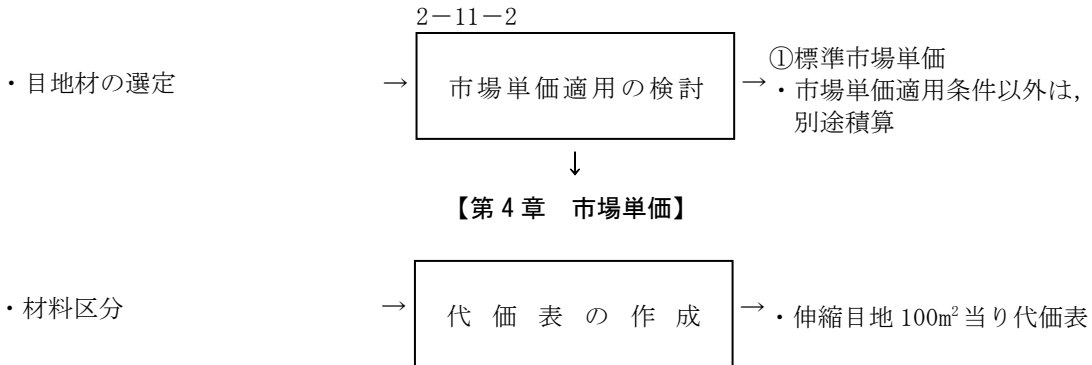 2－11－2
・目地材の選定 → 市場単価適用の検討 → ①標準市場単価
・市場単価適用条件以外は，
別途積算
↓
【第4章　市場単価】
・材料区分 → 代価表の作成 → ・伸縮目地 100m²当り代価表